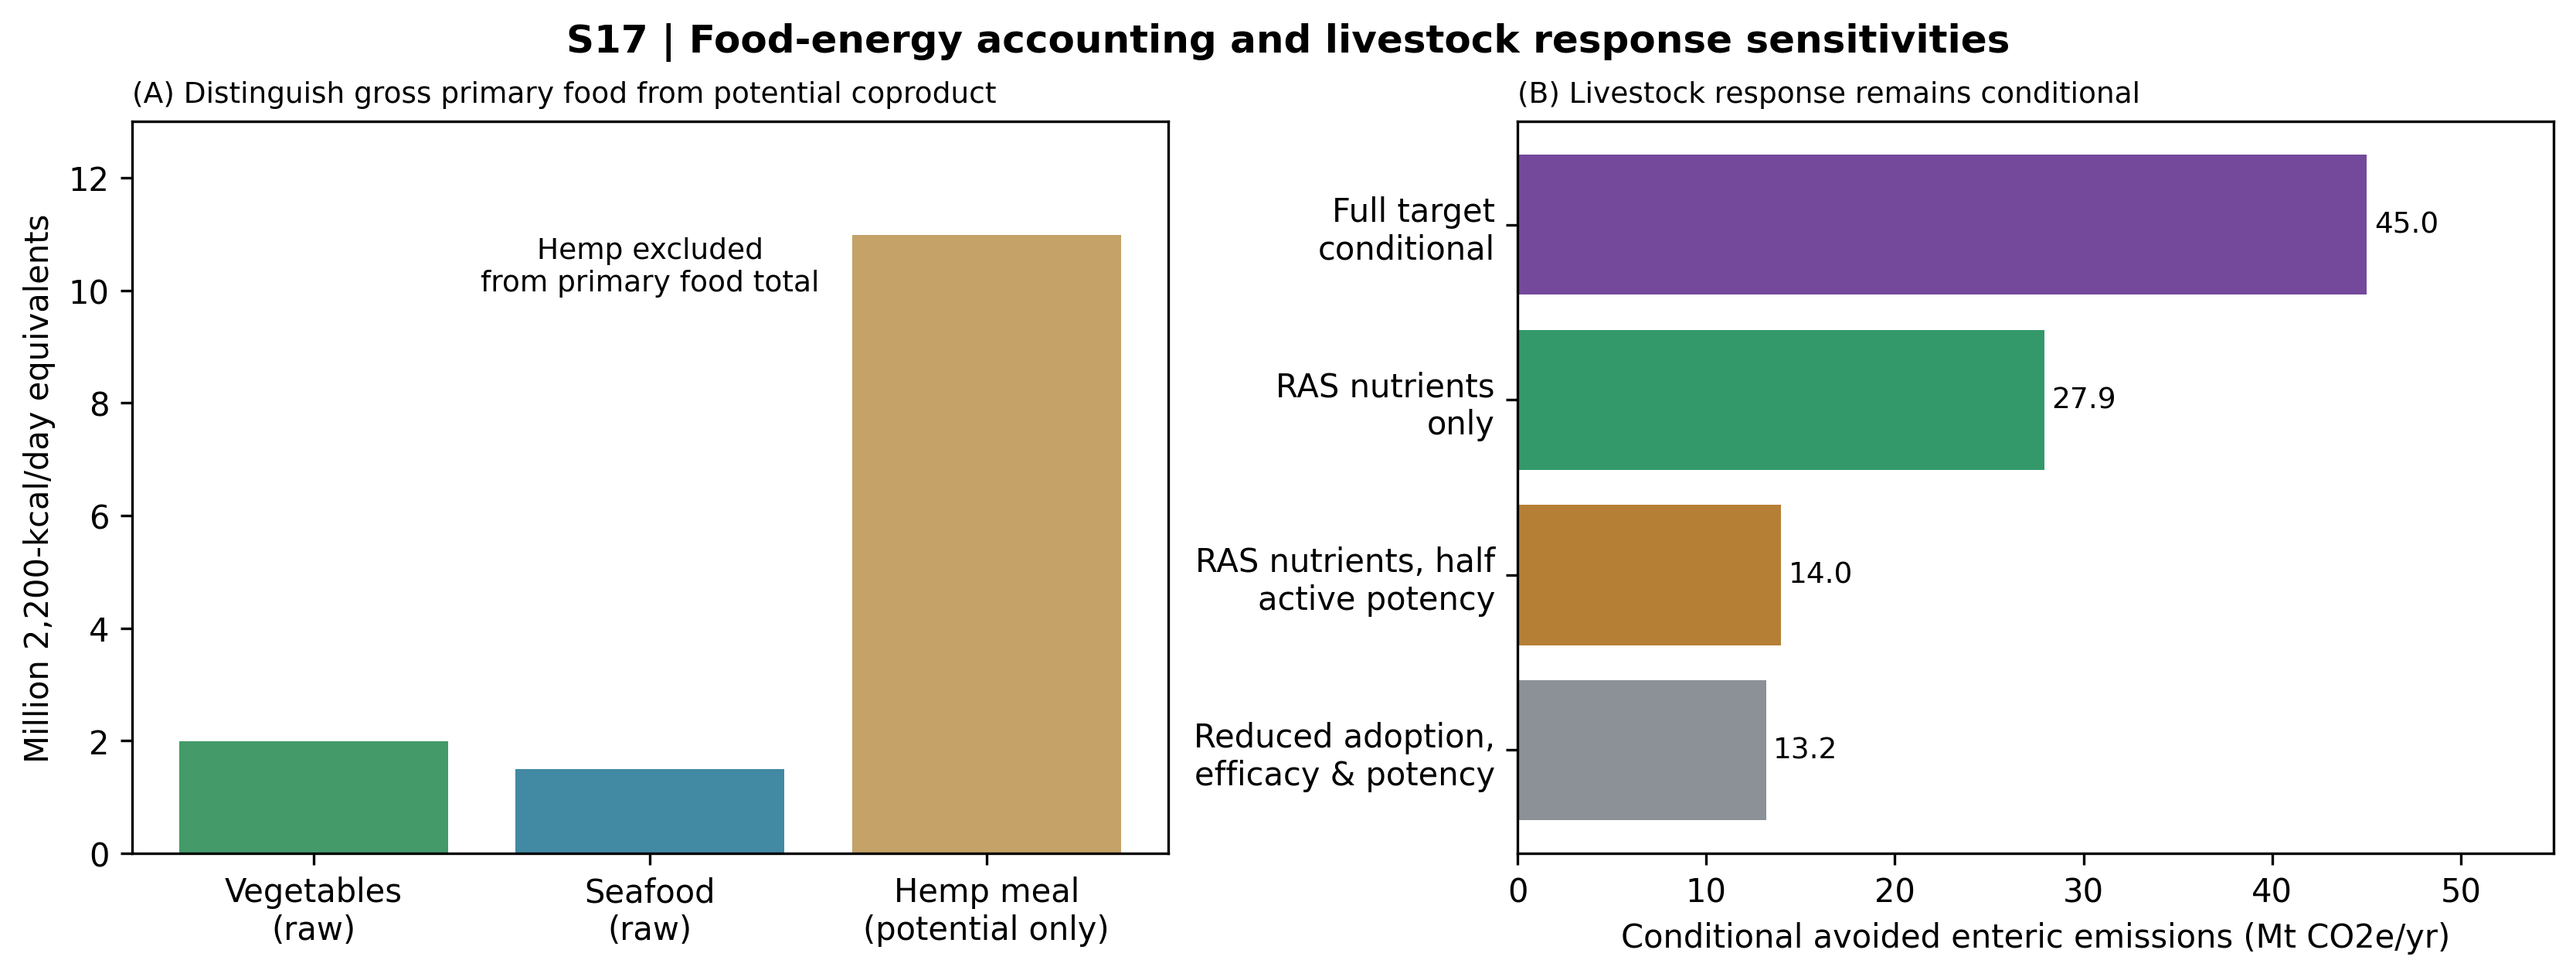 S17 | Food-energy accounting and livestock response sensitivities
(A) Distinguish gross primary food from potential coproduct
Million 2,200-kcal/day equivalents
12
10
8
6
4
2
0
Hemp excluded
from primary food total
Vegetables
(raw)
Seafood
(raw)
Hemp meal
(potential only)
(B) Livestock response remains conditional
Full target
conditional
45.0
RAS nutrients
only
27.9
RAS nutrients, half
active potency
14.0
Reduced adoption,
efficacy & potency
13.2
0 10 20 30 40 50
Conditional avoided enteric emissions (Mt CO2e/yr)